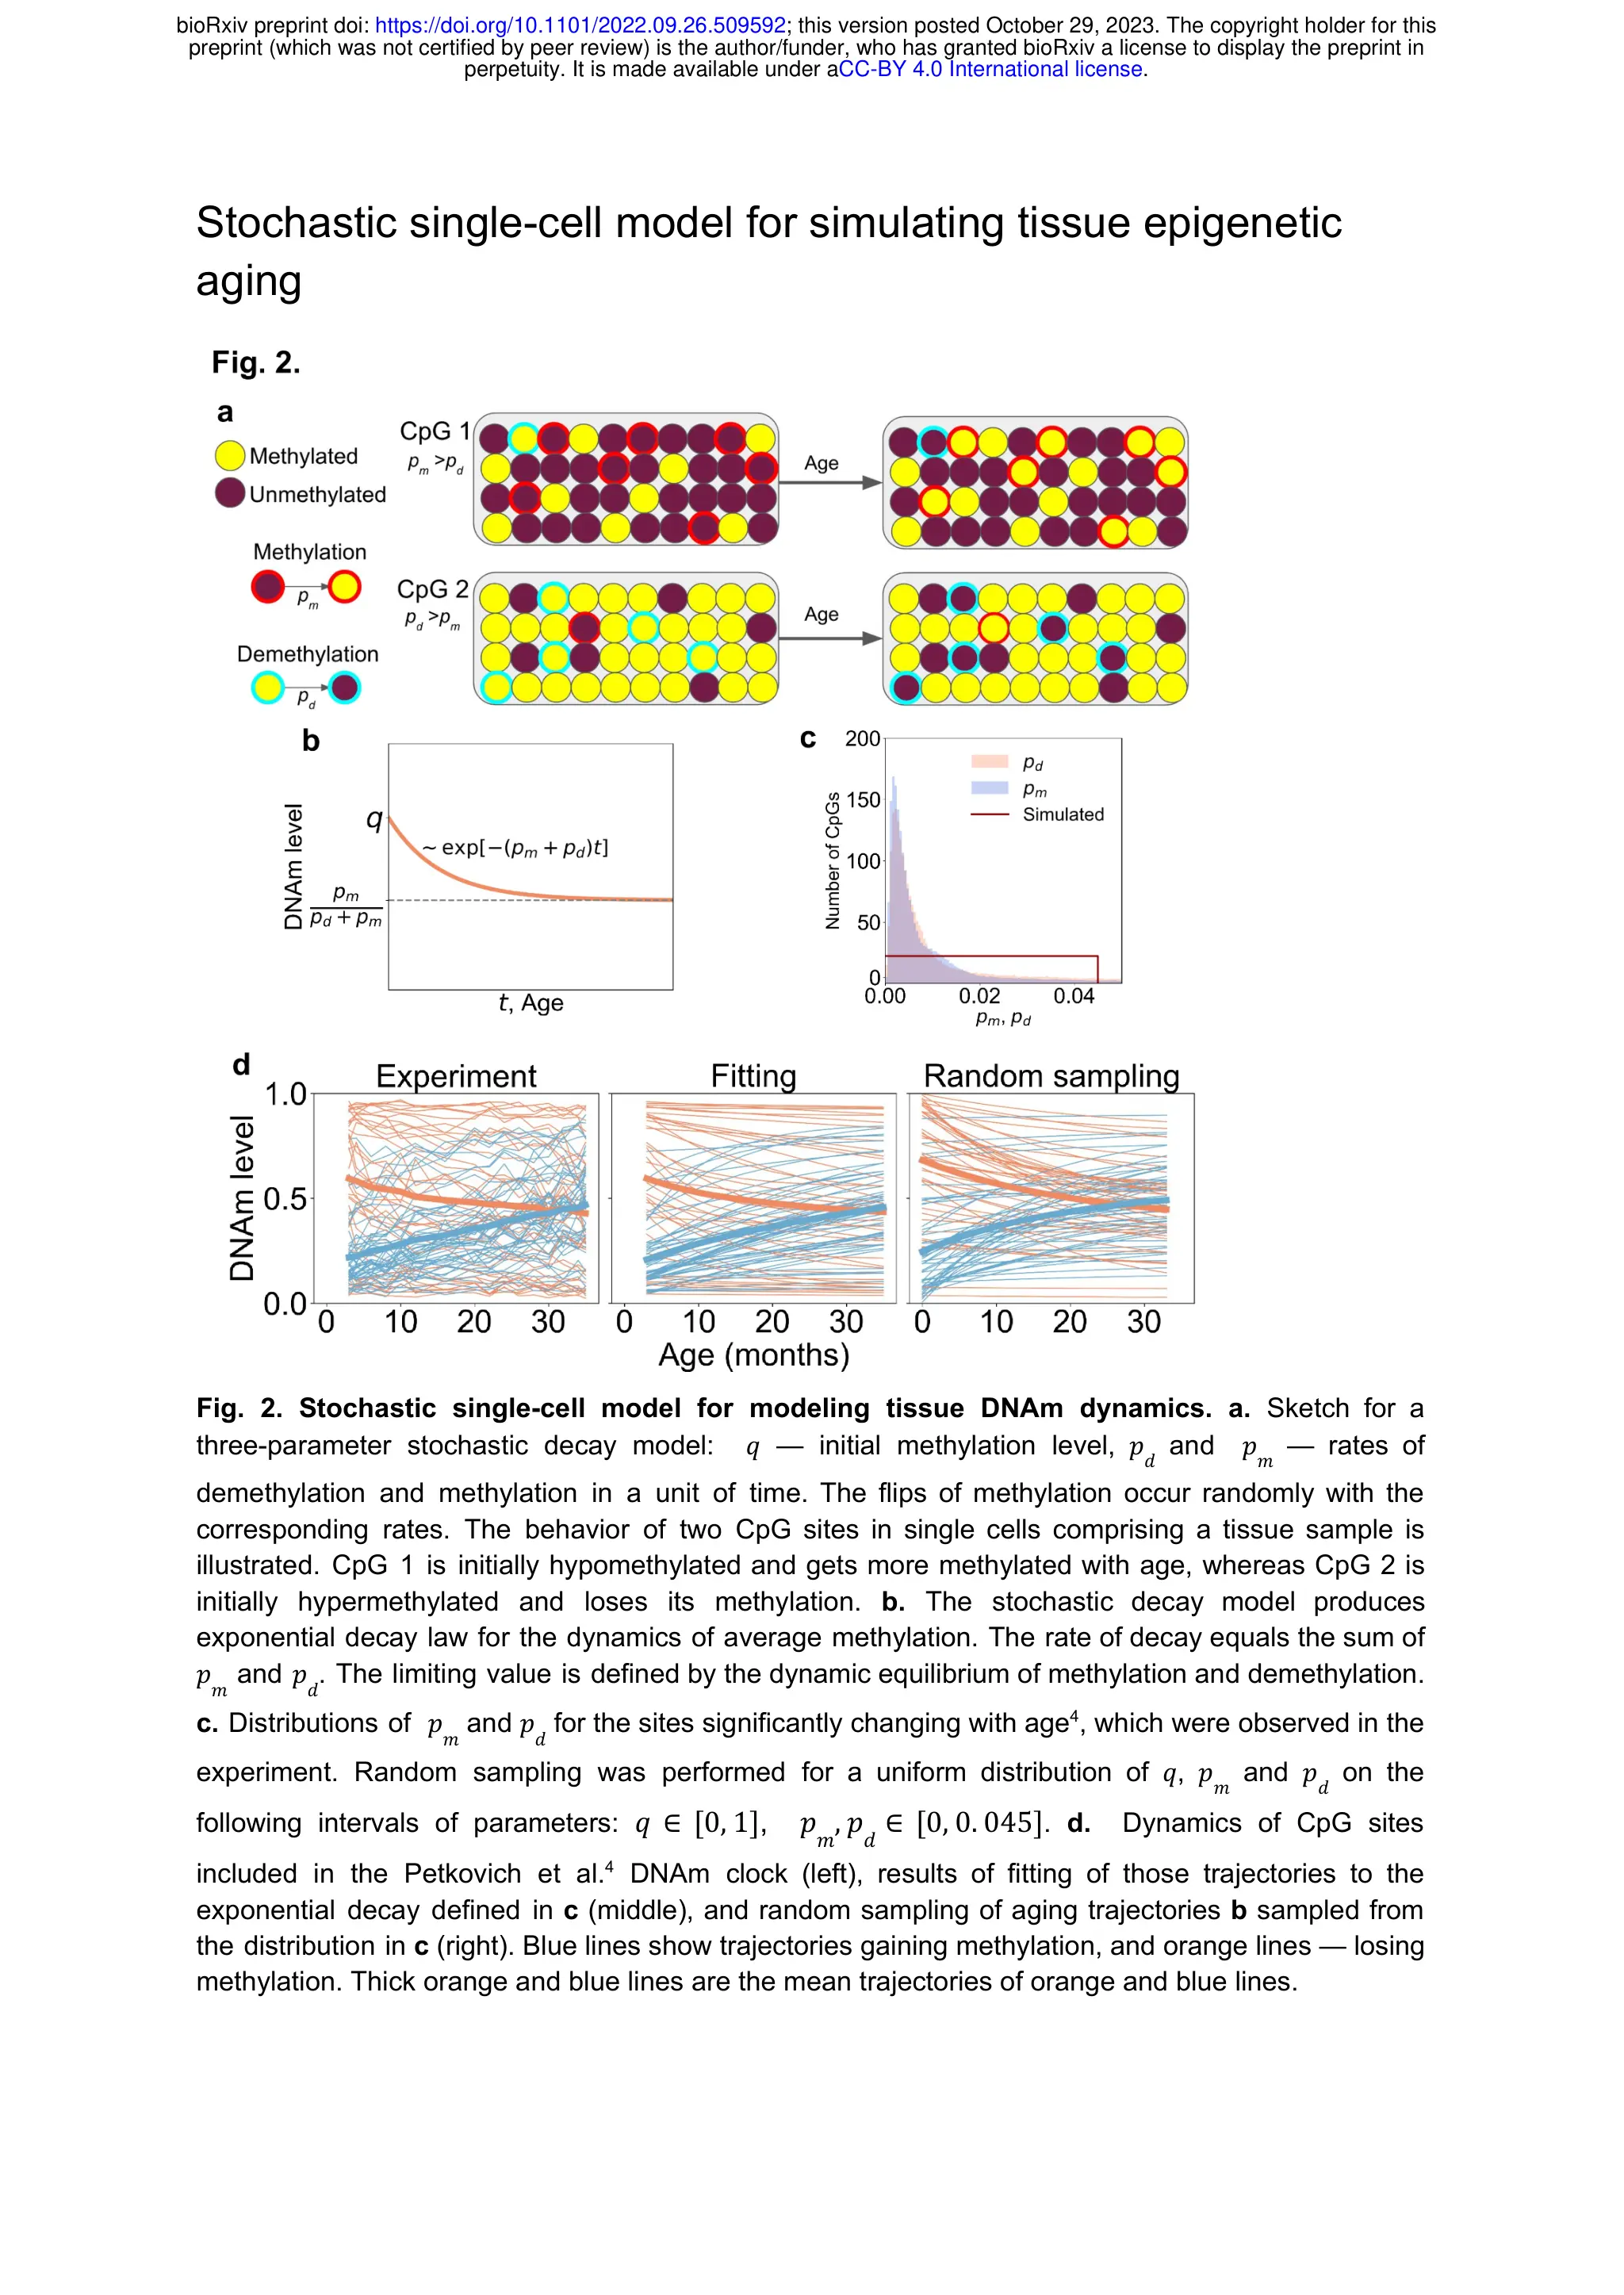 bioRxiv preprint doi: https://doi.org/10.1101/2022.09.26.509592; this version posted October 29, 2023. The copyright holder for this
preprint (which was not certified by peer review) is the author/funder, who has granted bioRxiv a license to display the preprint in
perpetuity. It is made available under aCC-BY 4.0 International license.
Stochastic single-cell model for simulating tissue epigenetic
aging
Fig. 2.
a
Methylated
Unmethylated
Methylation
pm
Demethylation
pd
CpG 1
pm >pd
Age
CpG 2
pd >pm
Age
b
DNAm level
q
~ exp[−(pm + pd)t]
pm
pd + pm
t, Age
c
Number of CpGs
200
150
100
50
0
0.00 0.02 0.04
pm, pd
pd
pm
Simulated
d
Experiment Fitting Random sampling
DNAm level
1.0
0.5
0.0
0 10 20 30 0 10 20 30 0 10 20 30
Age (months)
Fig. 2. Stochastic single-cell model for modeling tissue DNAm dynamics. a. Sketch for a
three-parameter stochastic decay model: q — initial methylation level, pd and pm — rates of
demethylation and methylation in a unit of time. The flips of methylation occur randomly with the
corresponding rates. The behavior of two CpG sites in single cells comprising a tissue sample is
illustrated. CpG 1 is initially hypomethylated and gets more methylated with age, whereas CpG 2 is
initially hypermethylated and loses its methylation. b. The stochastic decay model produces
exponential decay law for the dynamics of average methylation. The rate of decay equals the sum of
pm and pd. The limiting value is defined by the dynamic equilibrium of methylation and demethylation.
c. Distributions of pm and pd for the sites significantly changing with age4, which were observed in the
experiment. Random sampling was performed for a uniform distribution of q, pm and pd on the
following intervals of parameters: q ∈ [0, 1], pm, pd ∈ [0, 0. 045]. d. Dynamics of CpG sites
included in the Petkovich et al.4 DNAm clock (left), results of fitting of those trajectories to the
exponential decay defined in c (middle), and random sampling of aging trajectories b sampled from
the distribution in c (right). Blue lines show trajectories gaining methylation, and orange lines — losing
methylation. Thick orange and blue lines are the mean trajectories of orange and blue lines.